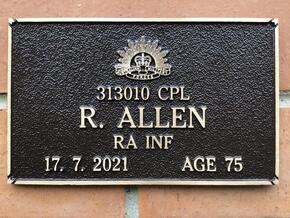 313010 CPL
R. ALLEN
RA INF
17. 7. 2021 AGE 75